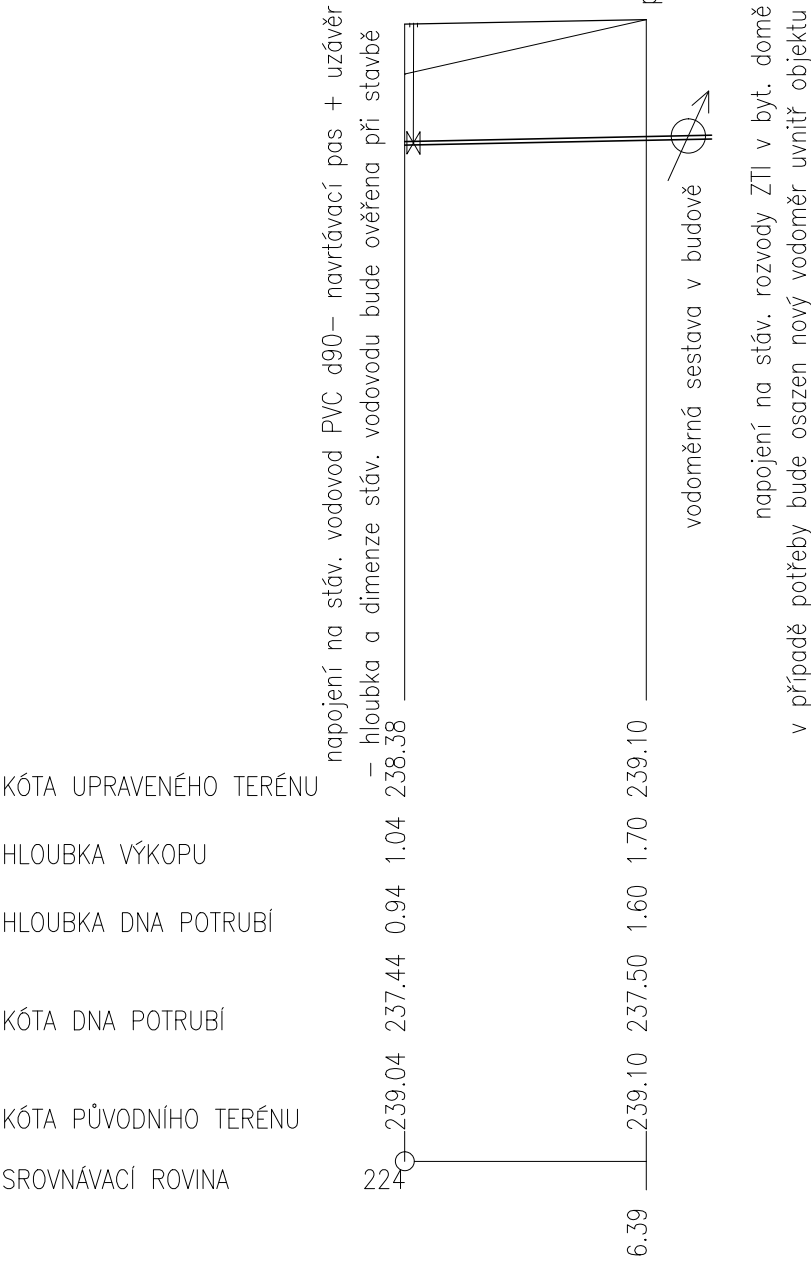 napojení na stáv. vodovod PVC d90– navrtávací pas + uzávěr
– hloubka a dimenze stáv. vodovodu bude ověřena při stavbě
vodoměrná sestava v budově
napojení na stáv. rozvody ZTI v byt. domě
v případě potřeby bude osazen nový vodoměr uvnitř objektu
KÓTA UPRAVENÉHO TERÉNU 238.38 239.10
HLOUBKA VÝKOPU 1.04 1.70
HLOUBKA DNA POTRUBÍ 0.94 1.60
KÓTA DNA POTRUBÍ 237.44 237.50
KÓTA PŮVODNÍHO TERÉNU 239.04 239.10
SROVNÁVACÍ ROVINA 224
6.39